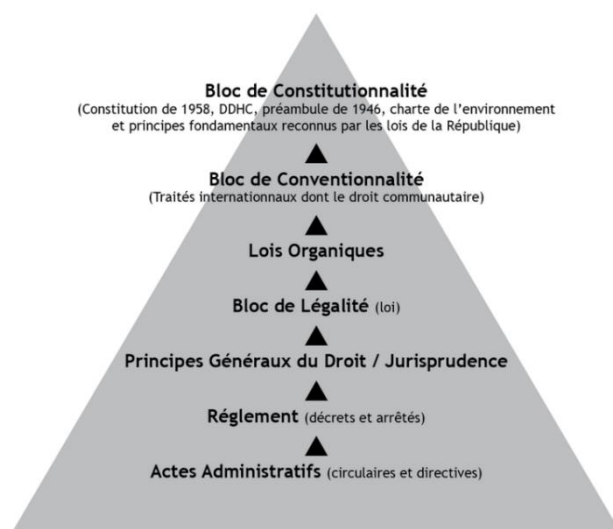 Bloc de Constitutionnalité
(Constitution de 1958, DDHC, préambule de 1946, charte de l'environnement
et principes fondamentaux reconnus par les lois de la République)
Bloc de Conventionnalité
(Traités internationnaux dont le droit communautaire)
Lois Organiques
Bloc de Légalité (loi)
Principes Généraux du Droit / Jurisprudence
Réglement (décrets et arrêtés)
Actes Administratifs (circulaires et directives)